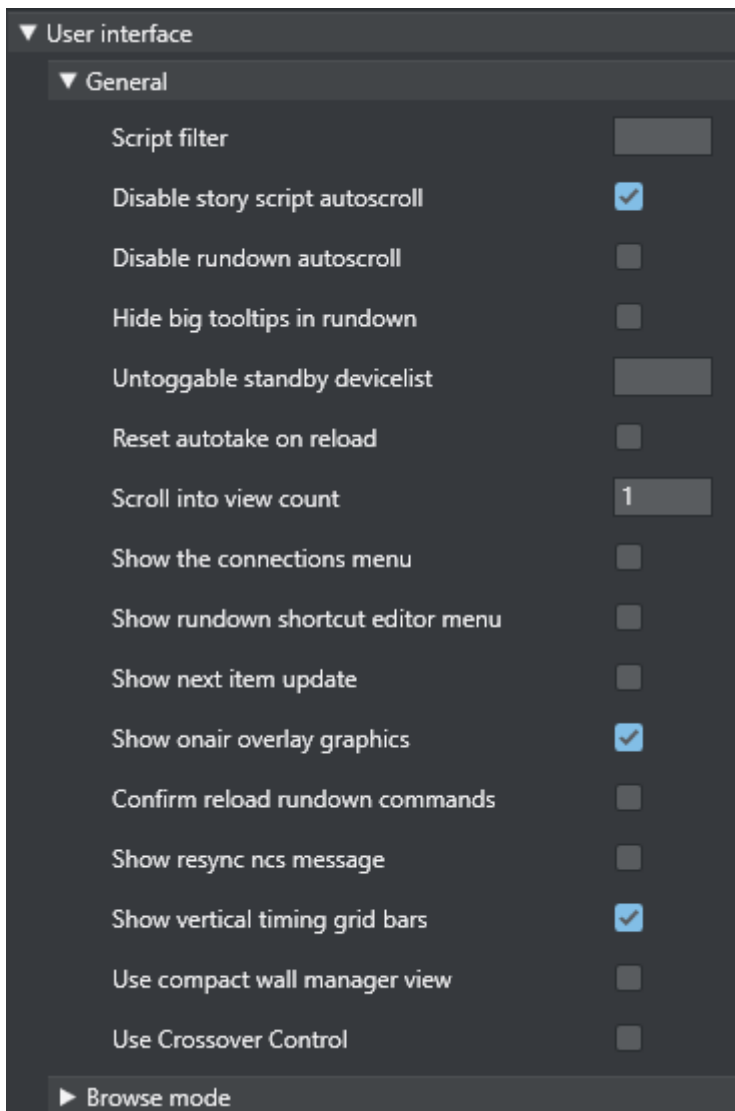 User interface
General
Script filter
Disable story script autoscroll
Disable rundown autoscroll
Hide big tooltips in rundown
Untoggable standby devicelist
Reset autotake on reload
Scroll into view count 1
Show the connections menu
Show rundown shortcut editor menu
Show next item update
Show onair overlay graphics
Confirm reload rundown commands
Show resync ncs message
Show vertical timing grid bars
Use compact wall manager view
Use Crossover Control
Browse mode